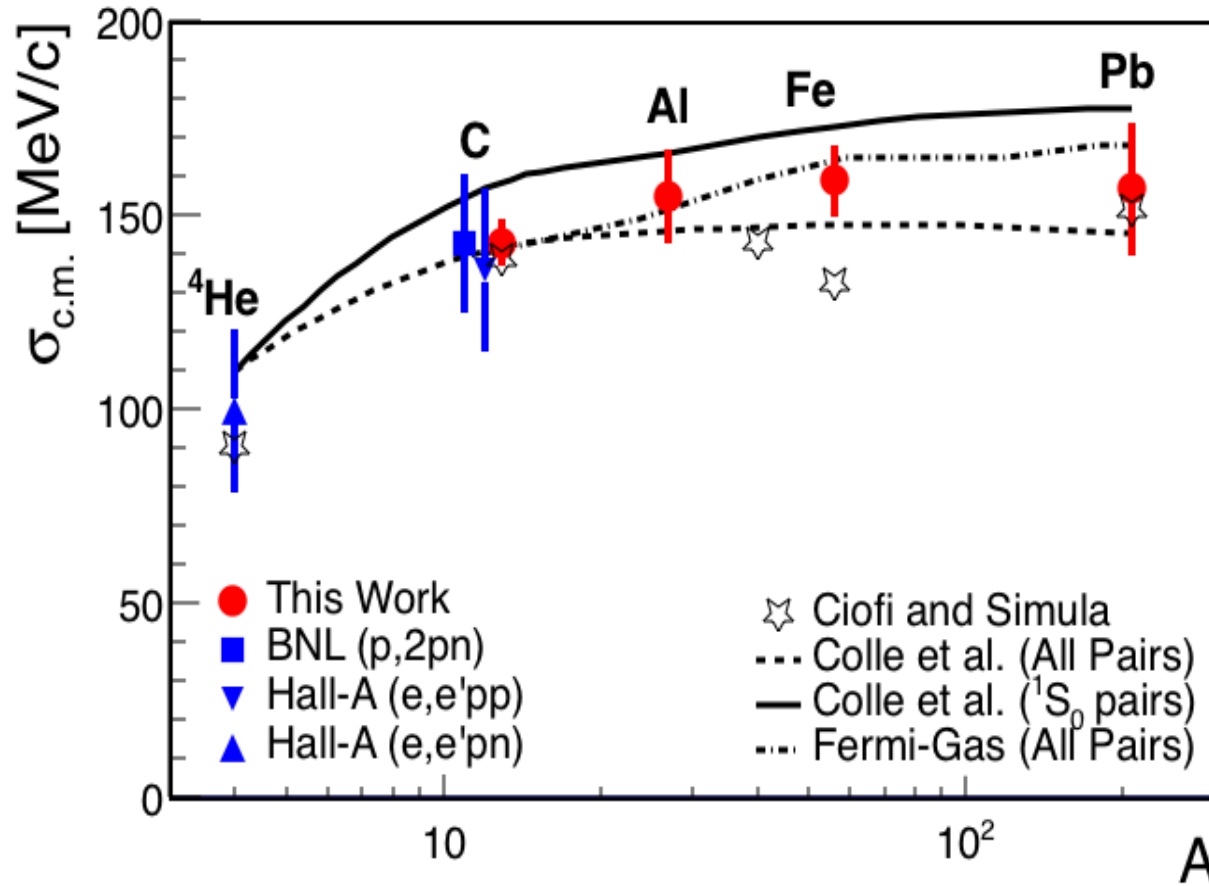 σc.m. [MeV/c]
200
150
100
50
0
4He
C
Al
Fe
Pb
This Work
BNL (p,2pn)
Hall-A (e,e'pp)
Hall-A (e,e'pn)
Ciofi and Simula
Colle et al. (All Pairs)
Colle et al. (1S0 pairs)
Fermi-Gas (All Pairs)
10
10²
A